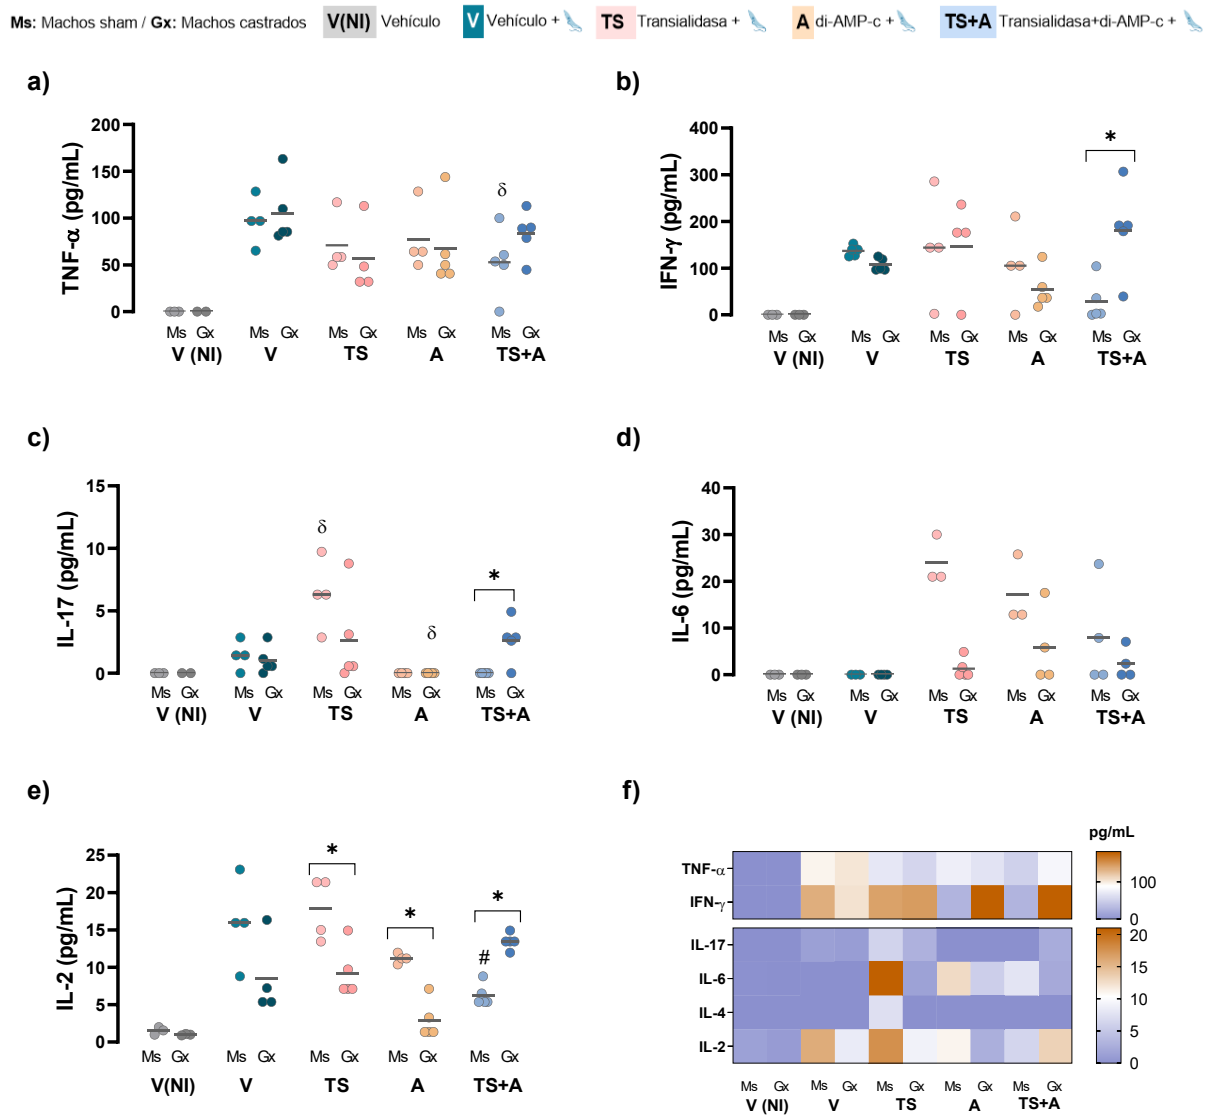 Ms: Machos sham / Gx: Machos castrados V(NI) Vehículo V Vehículo + TS Transialidasa + A di-AMP-c + TS+A Transialidasa+di-AMP-c +
a)
TNF-α (pg/mL)
200
150
100
50
0
δ
Ms Gx Ms Gx Ms Gx Ms Gx Ms Gx
V (NI) V TS A TS+A
b)
IFN-γ (pg/mL)
400
300
200
100
0
*
Ms Gx Ms Gx Ms Gx Ms Gx Ms Gx
V (NI) V TS A TS+A
c)
IL-17 (pg/mL)
15
10
5
0
δ
δ
*
Ms Gx Ms Gx Ms Gx Ms Gx Ms Gx
V (NI) V TS A TS+A
d)
IL-6 (pg/mL)
40
30
20
10
0
Ms Gx Ms Gx Ms Gx Ms Gx Ms Gx
V (NI) V TS A TS+A
e)
IL-2 (pg/mL)
25
20
15
10
5
0
*
*
*
#
Ms Gx Ms Gx Ms Gx Ms Gx Ms Gx
V(NI) V TS A TS+A
f)
pg/mL
TNF-α
IFN-γ
100
0
IL-17
IL-6
IL-4
IL-2
20
15
10
5
0
Ms Gx Ms Gx Ms Gx Ms Gx Ms Gx
V (NI) V TS A TS+A